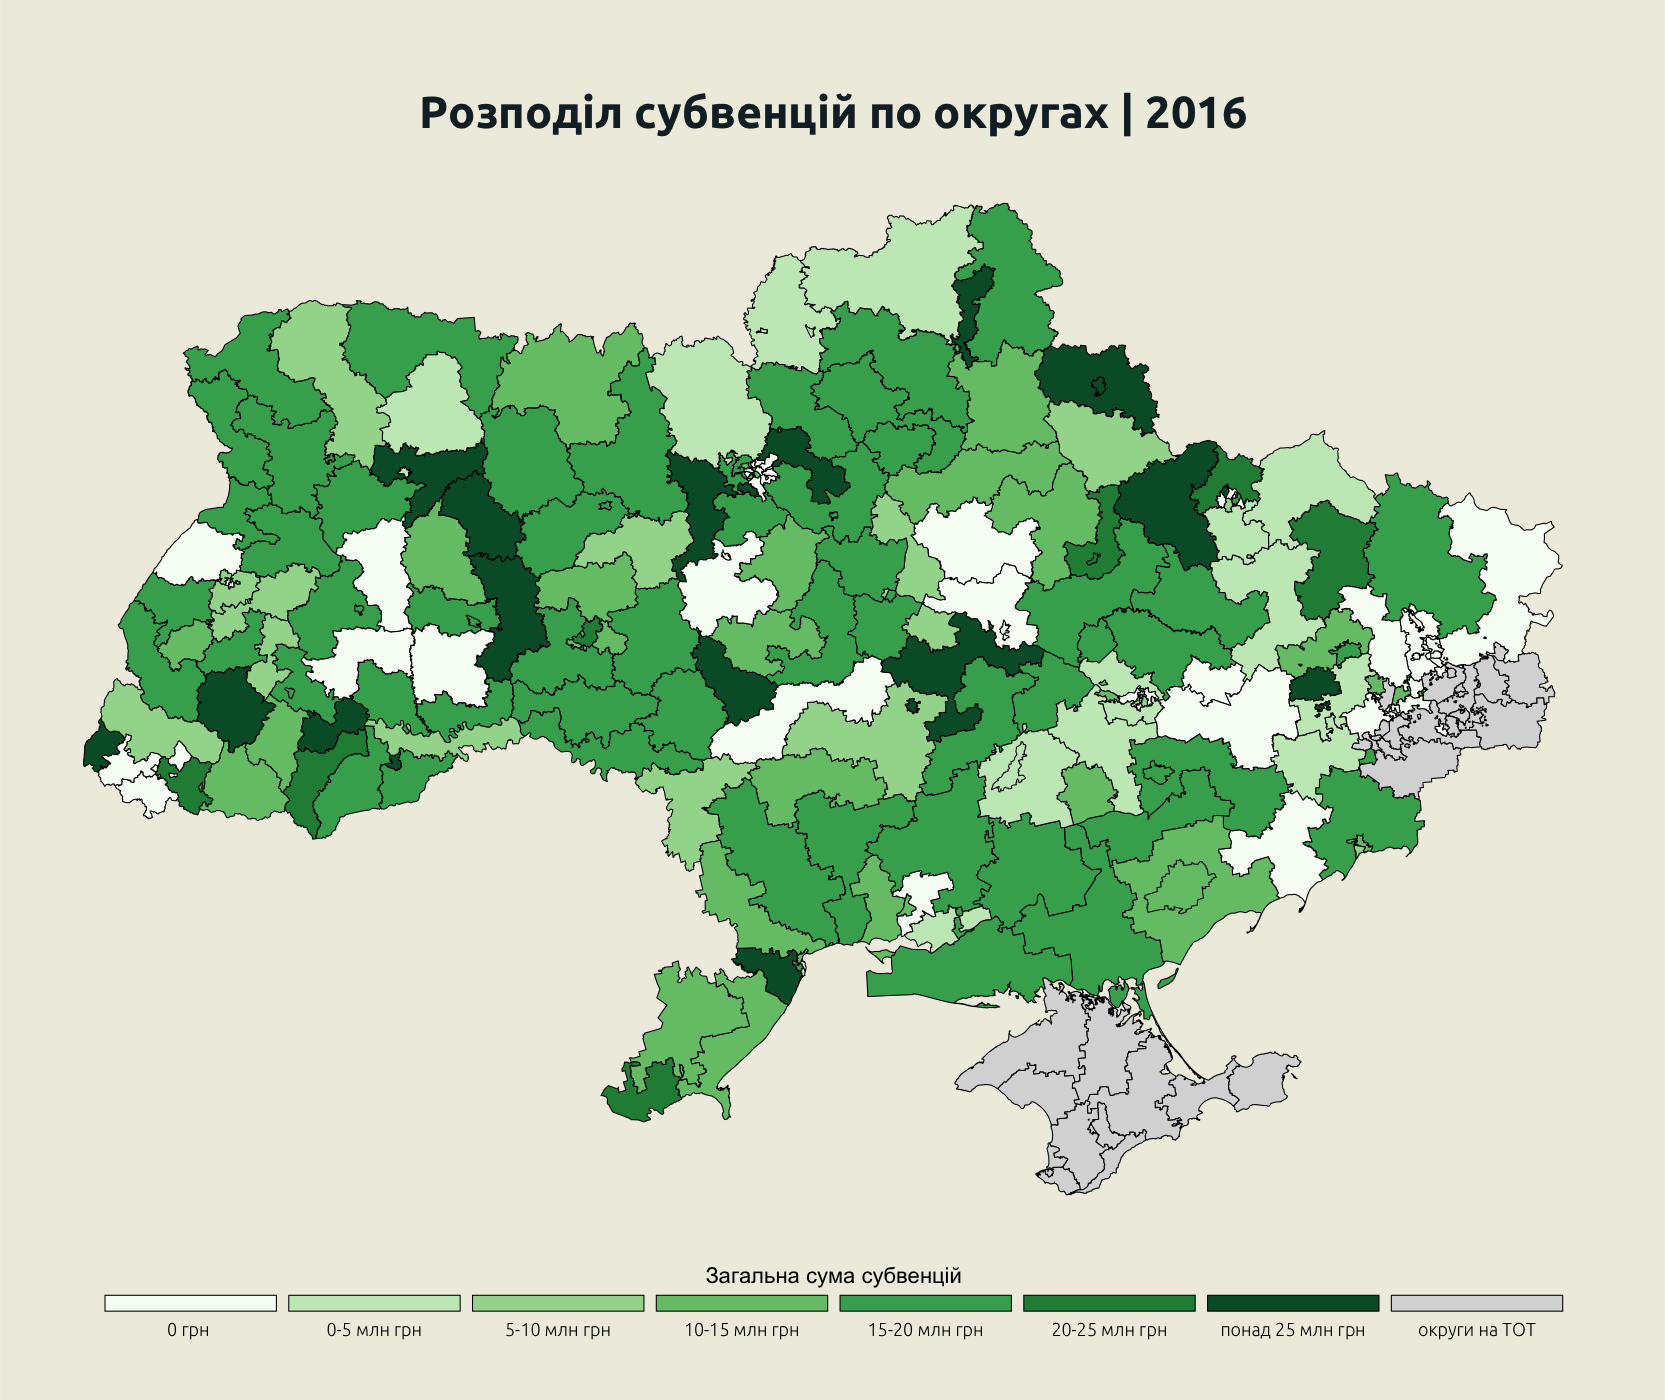 Розподіл субвенцій по округах | 2016
Загальна сума субвенцій
0 грн
0-5 млн грн
5-10 млн грн
10-15 млн грн
15-20 млн грн
20-25 млн грн
понад 25 млн грн
округи на ТОТ